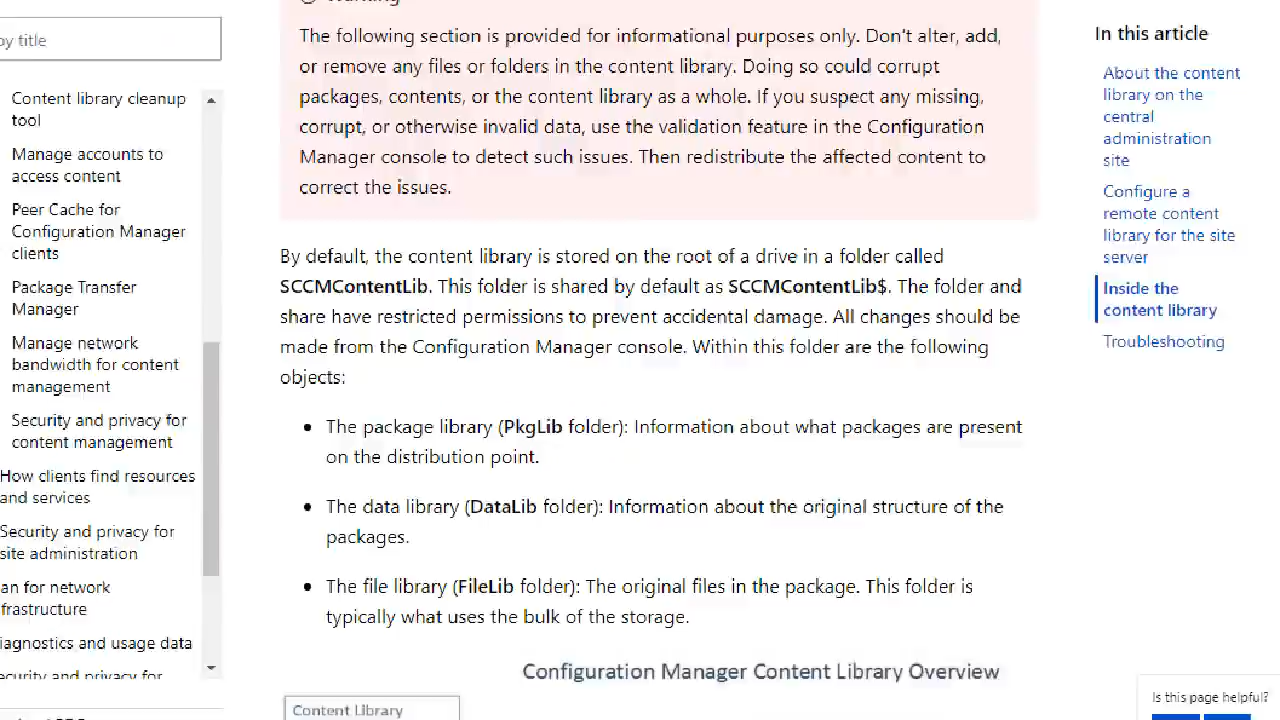 by title
Content library cleanup
tool
Manage accounts to
access content
Peer Cache for
Configuration Manager
clients
Package Transfer
Manager
Manage network
bandwidth for content
management
Security and privacy for
content management
How clients find resources
and services
Security and privacy for
site administration
an for network
frastructure
iagnostics and usage data
ecurity and privacy for
Warning
The following section is provided for informational purposes only. Don't alter, add,
or remove any files or folders in the content library. Doing so could corrupt
packages, contents, or the content library as a whole. If you suspect any missing,
corrupt, or otherwise invalid data, use the validation feature in the Configuration
Manager console to detect such issues. Then redistribute the affected content to
correct the issues.
By default, the content library is stored on the root of a drive in a folder called
SCCMContentLib. This folder is shared by default as SCCMContentLib$. The folder and
share have restricted permissions to prevent accidental damage. All changes should be
made from the Configuration Manager console. Within this folder are the following
objects:
• The package library (PkgLib folder): Information about what packages are present
on the distribution point.
• The data library (DataLib folder): Information about the original structure of the
packages.
• The file library (FileLib folder): The original files in the package. This folder is
typically what uses the bulk of the storage.
Configuration Manager Content Library Overview
Content Library
In this article
About the content
library on the
central
administration
site
Configure a
remote content
library for the site
server
Inside the
content library
Troubleshooting
Is this page helpful?